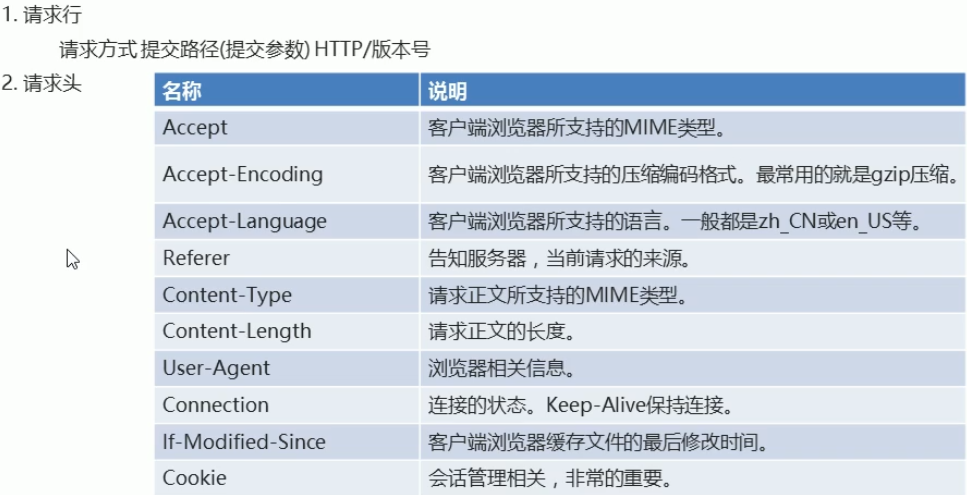 1. 请求行
请求方式 提交路径(提交参数) HTTP/版本号
2. 请求头
名称 说明
Accept 客户端浏览器所支持的MIME类型。
Accept-Encoding 客户端浏览器所支持的压缩编码格式。最常用的就是gzip压缩。
Accept-Language 客户端浏览器所支持的语言。一般都是zh_CN或en_US等。
Referer 告知服务器，当前请求的来源。
Content-Type 请求正文所支持的MIME类型。
Content-Length 请求正文的长度。
User-Agent 浏览器相关信息。
Connection 连接的状态。Keep-Alive保持连接。
If-Modified-Since 客户端浏览器缓存文件的最后修改时间。
Cookie 会话管理相关，非常的重要。